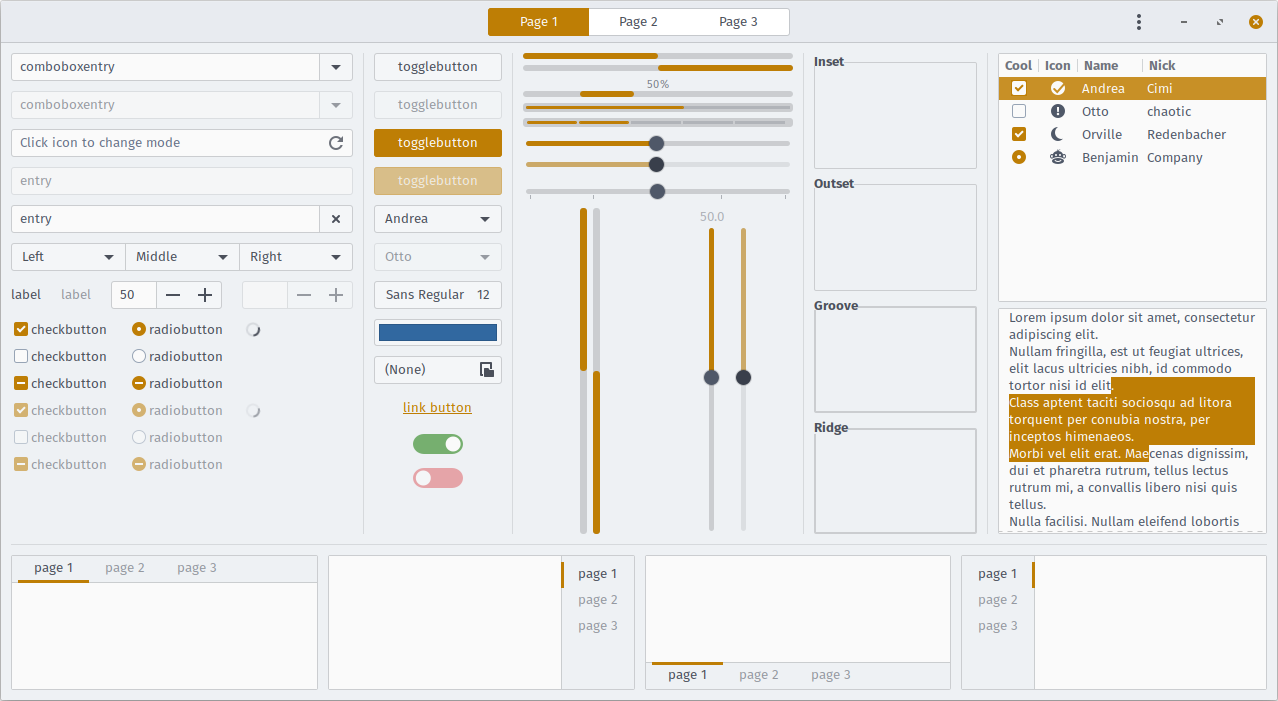 Page 1 Page 2 Page 3
comboboxentry
comboboxentry
Click icon to change mode
entry
entry
Left Middle Right
label label 50
checkbutton radiobutton
checkbutton radiobutton
checkbutton radiobutton
checkbutton radiobutton
checkbutton radiobutton
checkbutton radiobutton
togglebutton
togglebutton
togglebutton
togglebutton
Andrea
Otto
Sans Regular 12
(None)
link button
50%
50.0
Inset
Outset
Groove
Ridge
Cool Icon Name Nick
Andrea Cimi
Otto chaotic
Orville Redenbacher
Benjamin Company
Lorem ipsum dolor sit amet, consectetur
adipiscing elit.
Nullam fringilla, est ut feugiat ultrices,
elit lacus ultricies nibh, id commodo
tortor nisi id elit.
Class aptent taciti sociosqu ad litora
torquent per conubia nostra, per
inceptos himenaeos.
Morbi vel elit erat. Maecenas dignissim,
dui et pharetra rutrum, tellus lectus
rutrum mi, a convallis libero nisi quis
tellus.
Nulla facilisi. Nullam eleifend lobortis
page 1 page 2 page 3
page 1
page 2
page 3
page 1 page 2 page 3
page 1
page 2
page 3